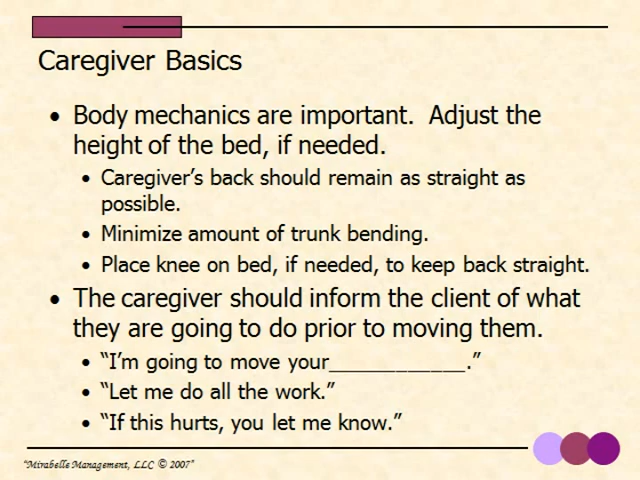 Caregiver Basics
• Body mechanics are important.  Adjust the
height of the bed, if needed.
• Caregiver’s back should remain as straight as
possible.
• Minimize amount of trunk bending.
• Place knee on bed, if needed, to keep back straight.
• The caregiver should inform the client of what
they are going to do prior to moving them.
• “I’m going to move your____________.”
• “Let me do all the work.”
• “If this hurts, you let me know.”
“Mirabelle Management, LLC © 2007”